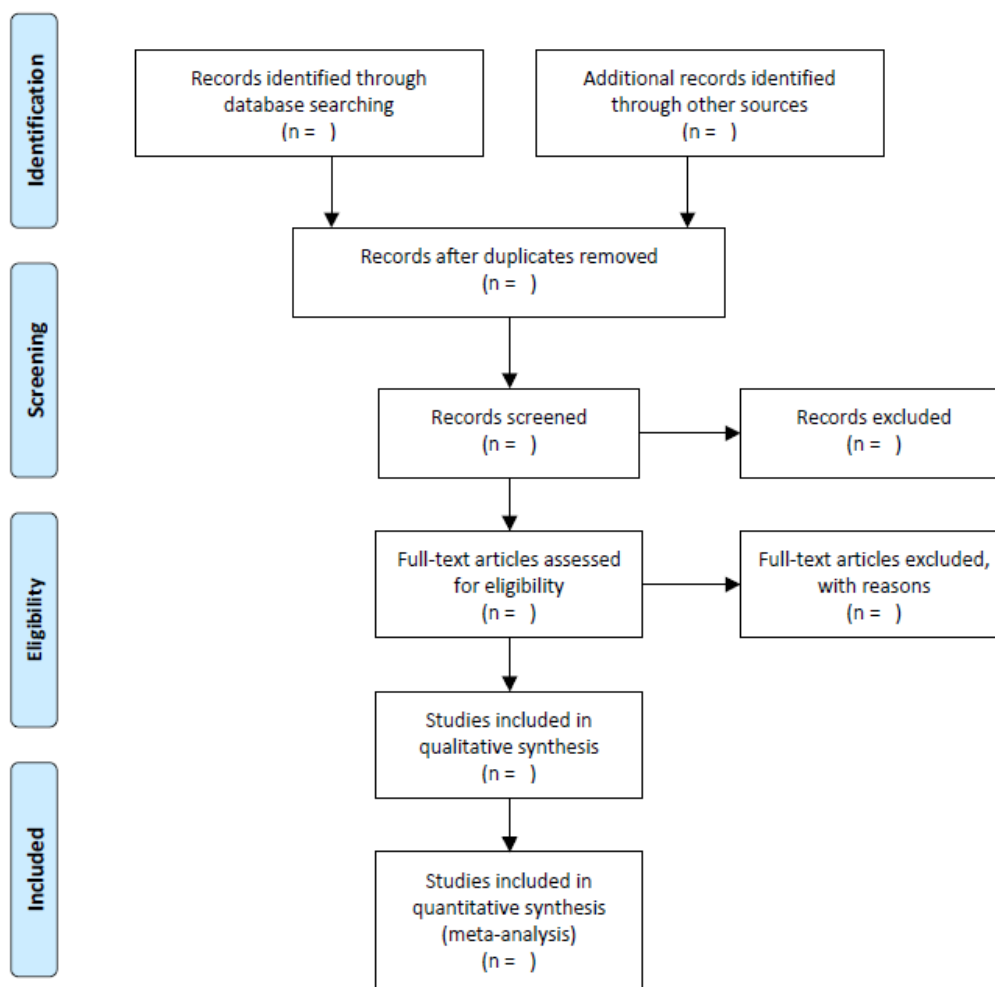 Identification
Records identified through
database searching
(n =   )
Additional records identified
through other sources
(n =   )
Records after duplicates removed
(n =   )
Screening
Records screened
(n =   )
Records excluded
(n =   )
Eligibility
Full-text articles assessed
for eligibility
(n =   )
Full-text articles excluded,
with reasons
(n =   )
Studies included in
qualitative synthesis
(n =   )
Included
Studies included in
quantitative synthesis
(meta-analysis)
(n =   )